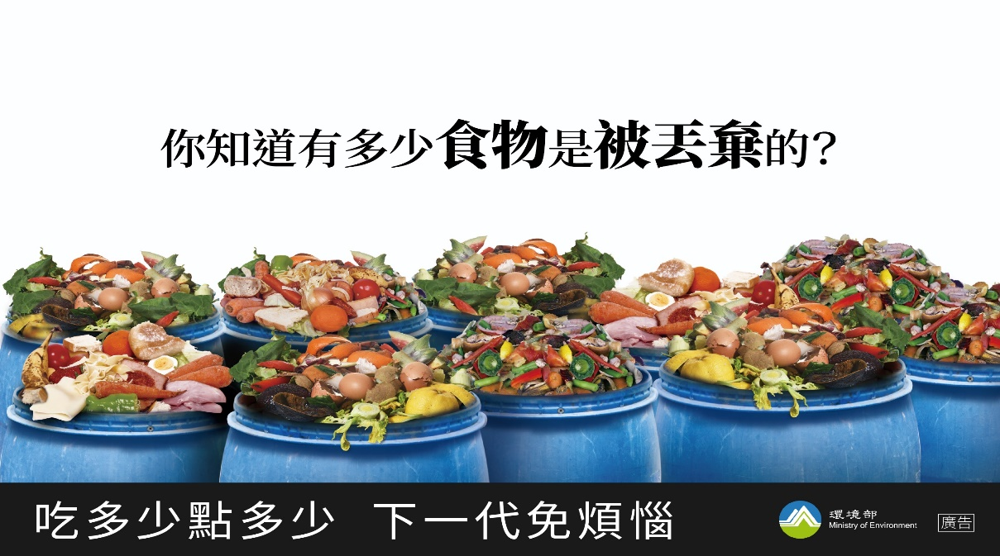 你知道有多少食物是被丟棄的?
吃多少點多少 下一代免煩惱
環境部
Ministry of Environment
廣告